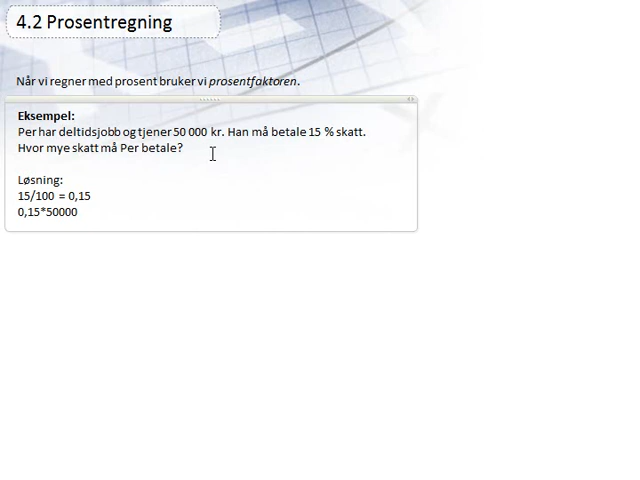 4.2 Prosentregning
Når vi regner med prosent bruker vi prosentfaktoren.
Eksempel:
Per har deltidsjobb og tjener 50 000 kr. Han må betale 15 % skatt.
Hvor mye skatt må Per betale?
Løsning:
15/100 = 0,15
0,15*50000